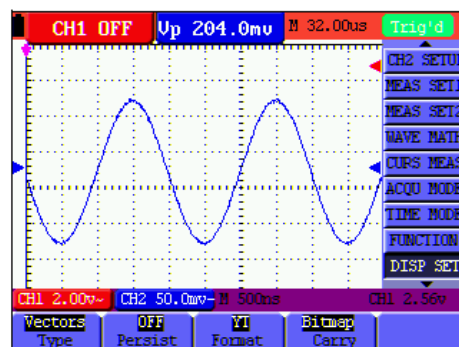 CH1 OFF Vp 204.0mv M 32.00us Trig'd
CH2 SETUP
MEAS SET1
MEAS SET2
WAVE MATH
CURS MEAS
ACQU MODE
TIME MODE
FUNCTION
DISP SET
CH1 2.00v~ CH2 50.0mv- M 500ms CH1 2.56v
Vectors OFF YT Bitmap
Type Persist Format Carry